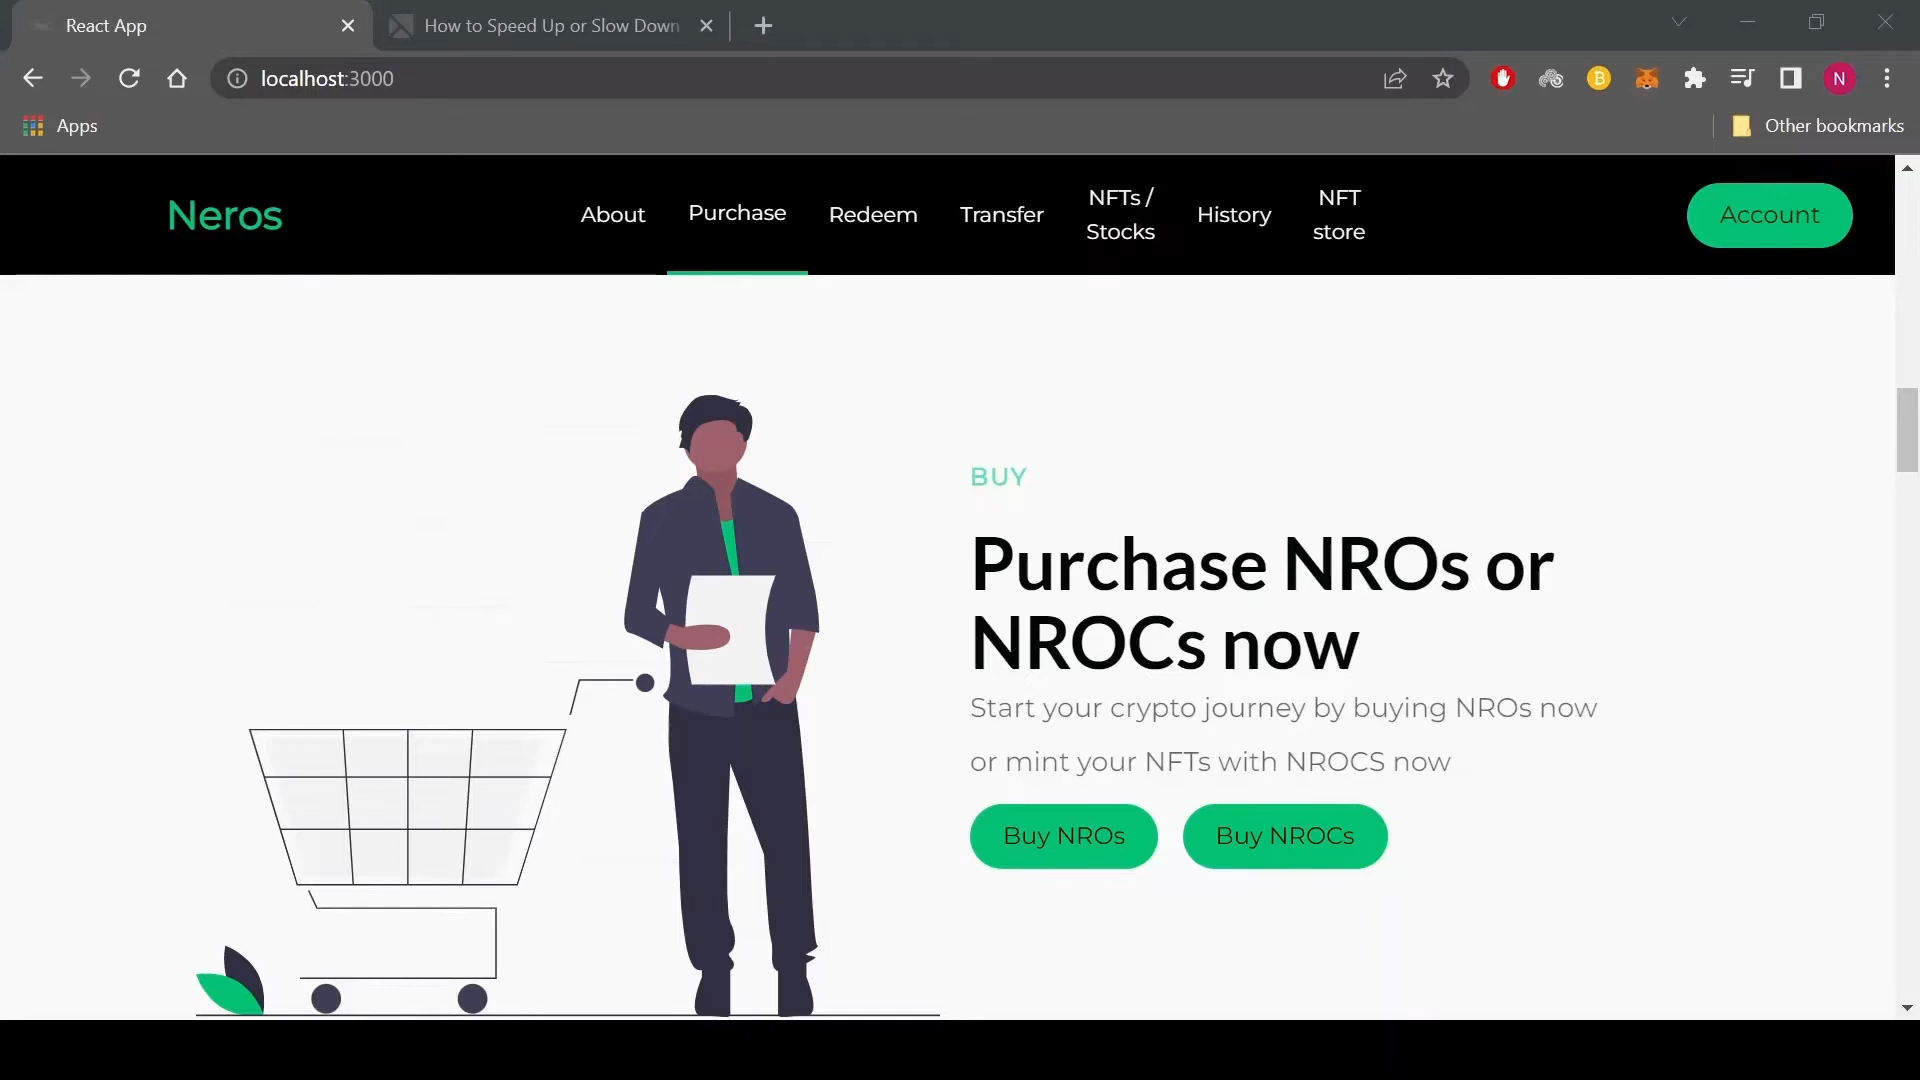 React App
How to Speed Up or Slow Down
localhost:3000
N
Apps
Other bookmarks
Neros
About
Purchase
Redeem
Transfer
NFTs /
Stocks
History
NFT
store
Account
BUY
Purchase NROs or
NROCs now
Start your crypto journey by buying NROs now
or mint your NFTs with NROCS now
Buy NROs
Buy NROCs